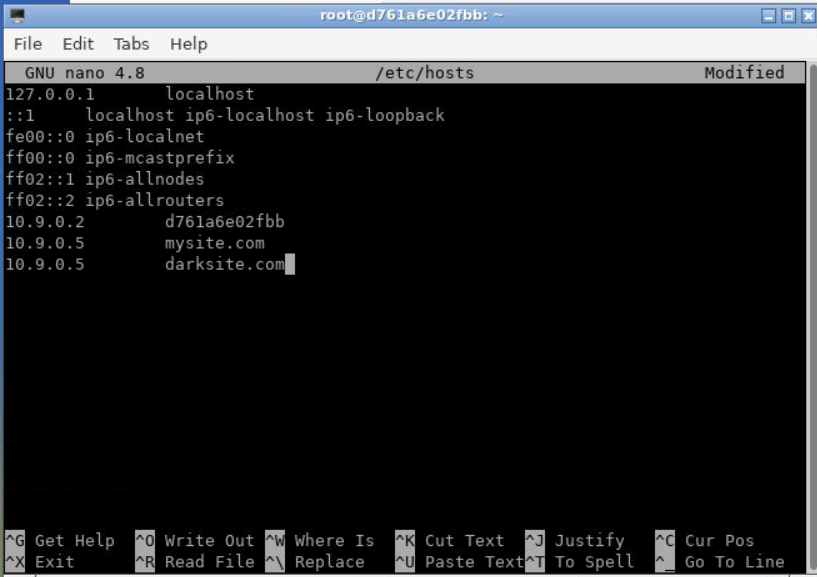 root@d761a6e02fbb: ~
File Edit Tabs Help
GNU nano 4.8 /etc/hosts Modified
127.0.0.1 localhost
::1 localhost ip6-localhost ip6-loopback
fe00::0 ip6-localnet
ff00::0 ip6-mcastprefix
ff02::1 ip6-allnodes
ff02::2 ip6-allrouters
10.9.0.2 d761a6e02fbb
10.9.0.5 mysite.com
10.9.0.5 darksite.com
^G Get Help ^O Write Out ^W Where Is ^K Cut Text ^J Justify ^C Cur Pos
^X Exit ^R Read File ^\ Replace ^U Paste Text ^T To Spell ^_ Go To Line